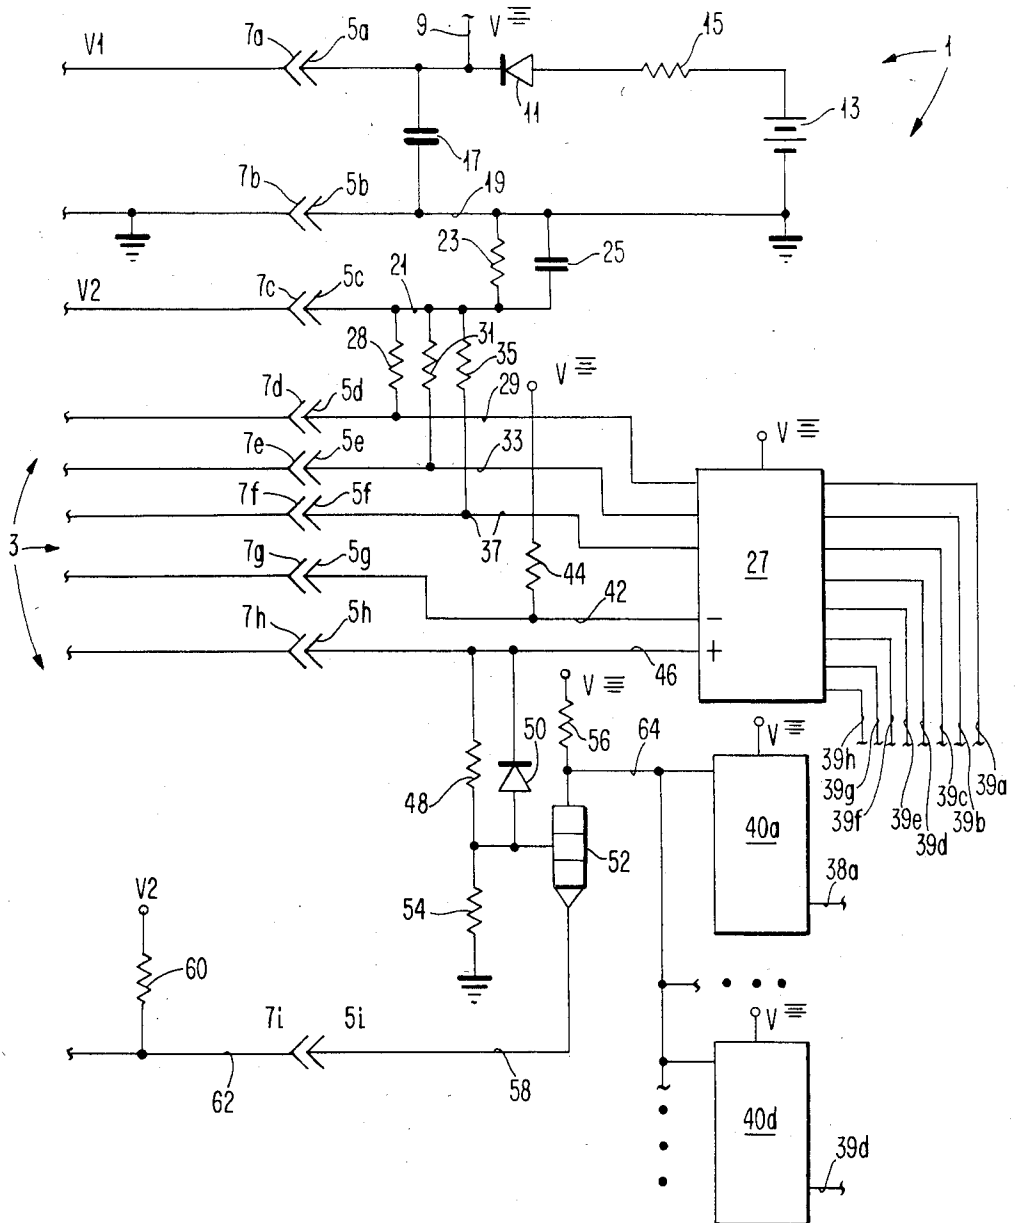 9 V 15
V1 7a 5a 1
11 13
17
7b 5b 19
23 25
V2 7c 5c 21
28 31 35
V
7d 5d 29
V
7e 5e 33
7f 5f
3 37 27
7g 5g 44
42 −
7h 5h
46 +
V
56 64 V
50 39h 39a
48 39g 39c
39f 39e 39b
39d
40a
52
38a
V2 54
60
7i 5i V
62 58
40d
39d